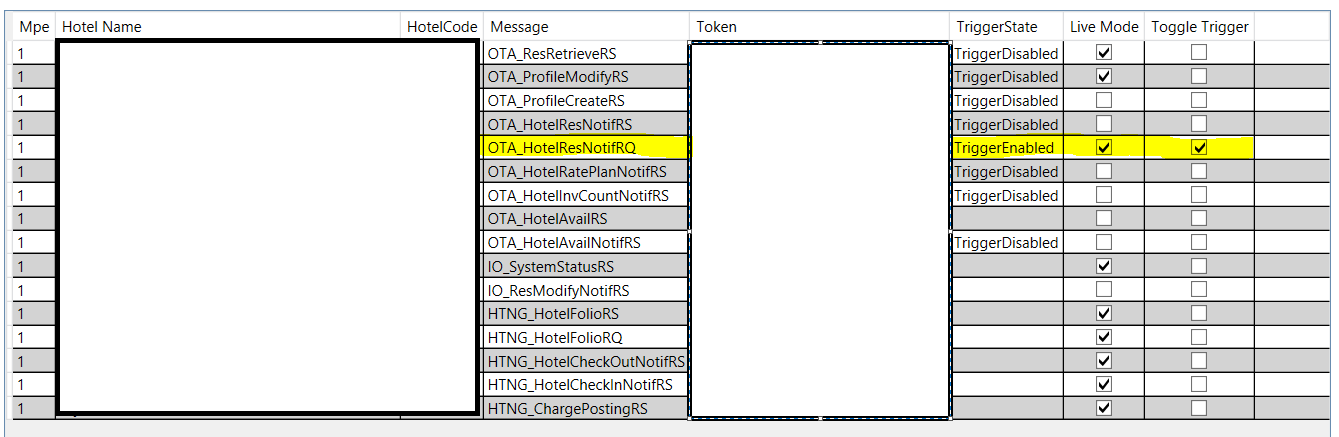 Mpe Hotel Name HotelCode Message Token TriggerState Live Mode Toggle Trigger
1 OTA_ResRetrieveRS TriggerDisabled
1 OTA_ProfileModifyRS TriggerDisabled
1 OTA_ProfileCreateRS TriggerDisabled
1 OTA_HotelResNotifRS TriggerDisabled
1 OTA_HotelResNotifRQ TriggerEnabled
1 OTA_HotelRatePlanNotifRS TriggerDisabled
1 OTA_HotelInvCountNotifRS TriggerDisabled
1 OTA_HotelAvailRS
1 OTA_HotelAvailNotifRS TriggerDisabled
1 IO_SystemStatusRS
1 IO_ResModifyNotifRS
1 HTNG_HotelFolioRS
1 HTNG_HotelFolioRQ
1 HTNG_HotelCheckOutNotifRS
1 HTNG_HotelCheckInNotifRS
1 HTNG_ChargePostingRS